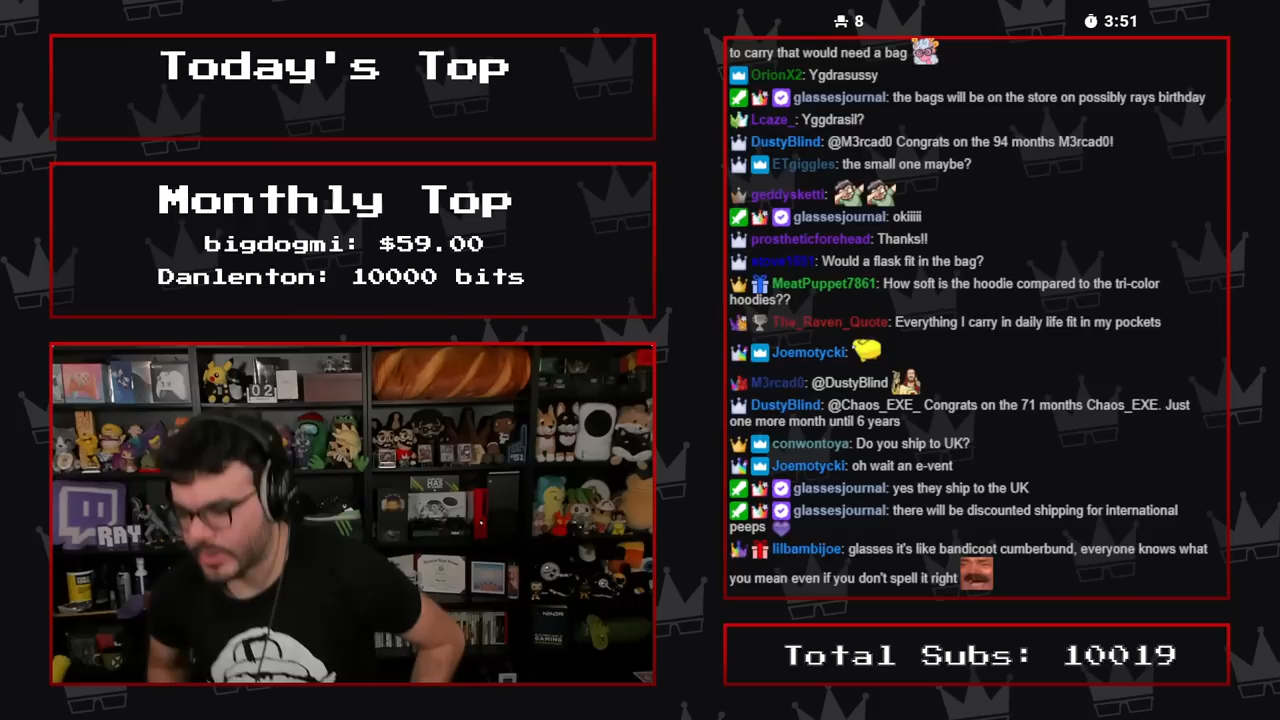 8
3:51
Today's Top
Monthly Top
bigdogmi: $59.00
Danlenton: 10000 bits
to carry that would need a bag
OrionX2: Ygdrasussy
glassesjournal: the bags will be on the store on possibly rays birthday
Lcaze_: Yggdrasil?
DustyBlind: @M3rcad0 Congrats on the 94 months M3rcad0!
ETgiggles: the small one maybe?
geddysketti:
glassesjournal: okiiiii
prostheticforehead: Thanks!!
Would a flask fit in the bag?
MeatPuppet7861: How soft is the hoodie compared to the tri-color
hoodies??
The_Raven_Quote: Everything I carry in daily life fit in my pockets
Joemotycki:
M3rcad0: @DustyBlind
DustyBlind: @Chaos_EXE_ Congrats on the 71 months Chaos_EXE. Just
one more month until 6 years
conwontoya: Do you ship to UK?
Joemotycki: oh wait an e-vent
glassesjournal: yes they ship to the UK
glassesjournal: there will be discounted shipping for international
peeps
lilbambijoe: glasses it's like bandicoot cumberbund, everyone knows what
you mean even if you don't spell it right
Total Subs: 10019
RAY
02
HAS
NINJA